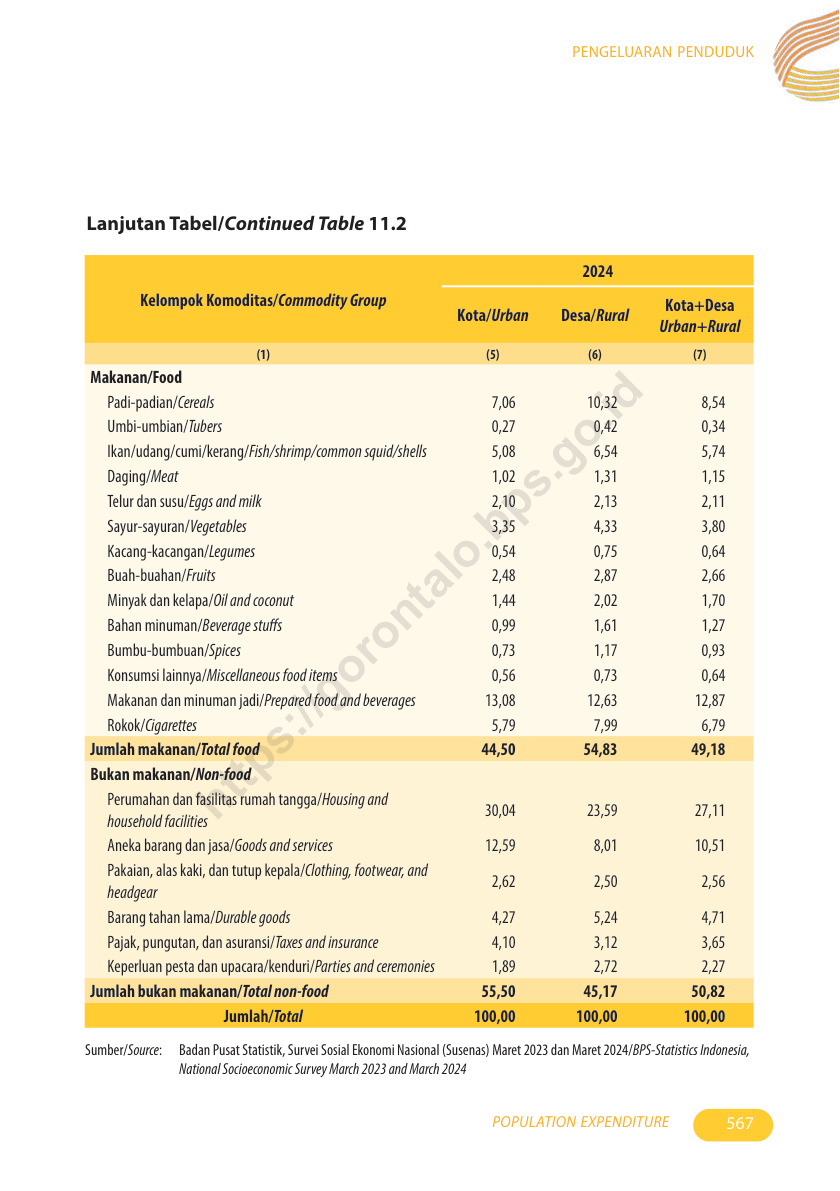 PENGELUARAN PENDUDUK
Lanjutan Tabel/Continued Table 11.2
Kelompok Komoditas/Commodity Group
2024
Kota/Urban Desa/Rural Kota+Desa
Urban+Rural
(1) (5) (6) (7)
Makanan/Food
Padi-padian/Cereals 7,06 10,32 8,54
Umbi-umbian/Tubers 0,27 0,42 0,34
Ikan/udang/cumi/kerang/Fish/shrimp/common squid/shells 5,08 6,54 5,74
Daging/Meat 1,02 1,31 1,15
Telur dan susu/Eggs and milk 2,10 2,13 2,11
Sayur-sayuran/Vegetables 3,35 4,33 3,80
Kacang-kacangan/Legumes 0,54 0,75 0,64
Buah-buahan/Fruits 2,48 2,87 2,66
Minyak dan kelapa/Oil and coconut 1,44 2,02 1,70
Bahan minuman/Beverage stuffs 0,99 1,61 1,27
Bumbu-bumbuan/Spices 0,73 1,17 0,93
Konsumsi lainnya/Miscellaneous food items 0,56 0,73 0,64
Makanan dan minuman jadi/Prepared food and beverages 13,08 12,63 12,87
Rokok/Cigarettes 5,79 7,99 6,79
Jumlah makanan/Total food 44,50 54,83 49,18
Bukan makanan/Non-food
Perumahan dan fasilitas rumah tangga/Housing and
household facilities 30,04 23,59 27,11
Aneka barang dan jasa/Goods and services 12,59 8,01 10,51
Pakaian, alas kaki, dan tutup kepala/Clothing, footwear, and
headgear 2,62 2,50 2,56
Barang tahan lama/Durable goods 4,27 5,24 4,71
Pajak, pungutan, dan asuransi/Taxes and insurance 4,10 3,12 3,65
Keperluan pesta dan upacara/kenduri/Parties and ceremonies 1,89 2,72 2,27
Jumlah bukan makanan/Total non-food 55,50 45,17 50,82
Jumlah/Total 100,00 100,00 100,00
Sumber/Source: Badan Pusat Statistik, Survei Sosial Ekonomi Nasional (Susenas) Maret 2023 dan Maret 2024/BPS-Statistics Indonesia,
National Socioeconomic Survey March 2023 and March 2024
https://gorontalo.bps.go.id
POPULATION EXPENDITURE 567